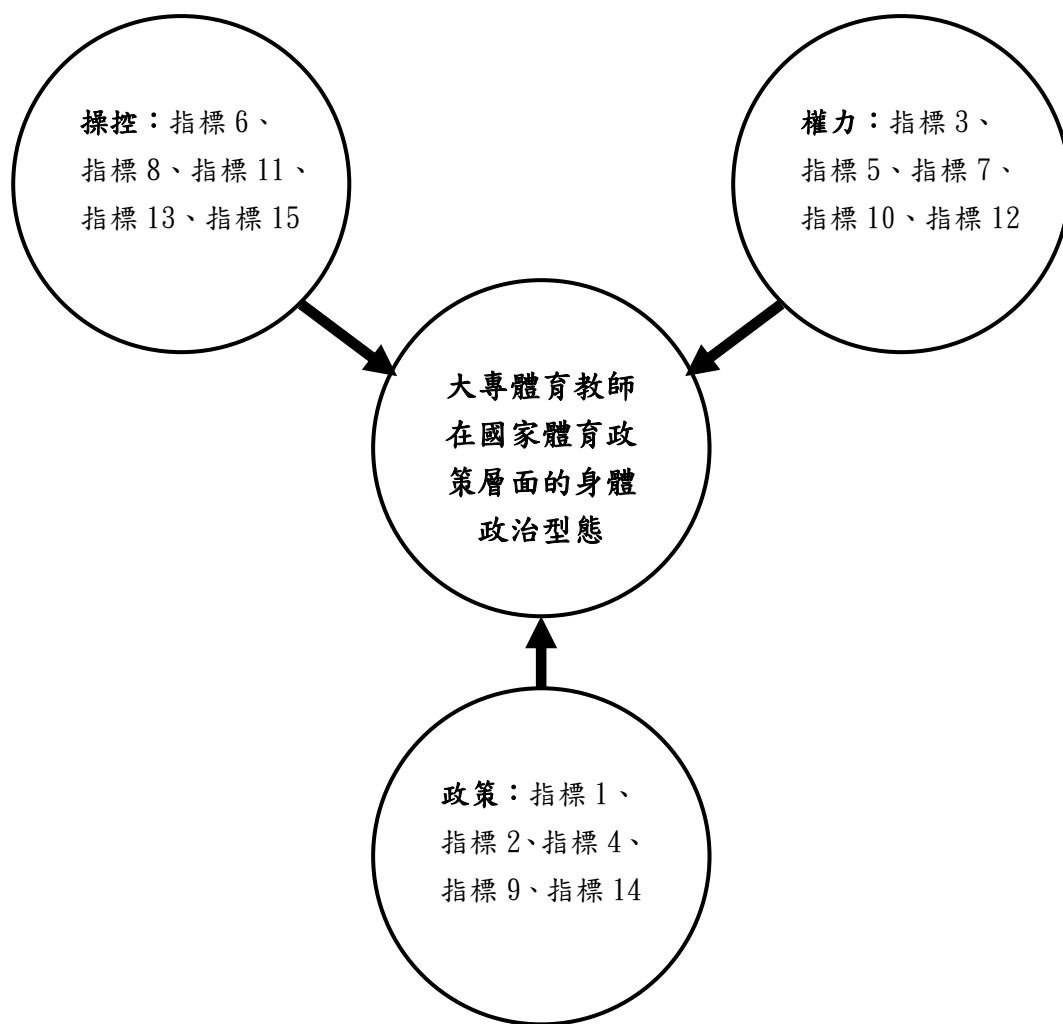 操控：指標 6、
指標 8、指標 11、
指標 13、指標 15
權力：指標 3、
指標 5、指標 7、
指標 10、指標 12
大專體育教師
在國家體育政
策層面的身體
政治型態
政策：指標 1、
指標 2、指標 4、
指標 9、指標 14